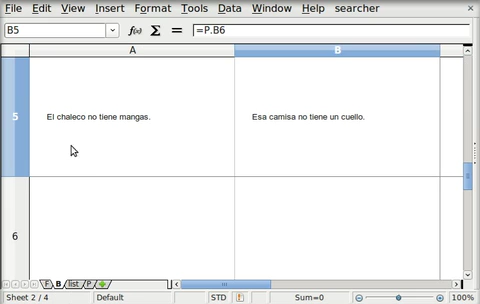 File Edit View Insert Format Tools Data Window Help searcher
B5 f(x) Σ = =P.B6
A B
5 El chaleco no tiene mangas. Esa camisa no tiene un cuello.
6
F B list P
Sheet 2 / 4 Default STD Sum=0 100%